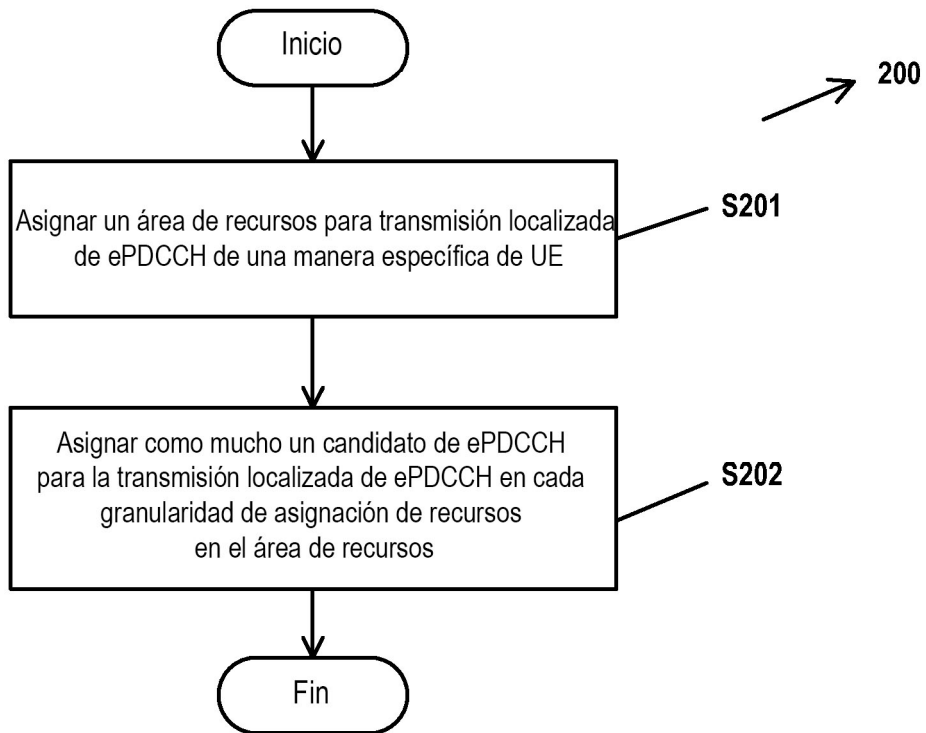 Inicio
200
Asignar un área de recursos para transmisión localizada
de ePDCCH de una manera específica de UE
S201
Asignar como mucho un candidato de ePDCCH
para la transmisión localizada de ePDCCH en cada
granularidad de asignación de recursos
en el área de recursos
S202
Fin